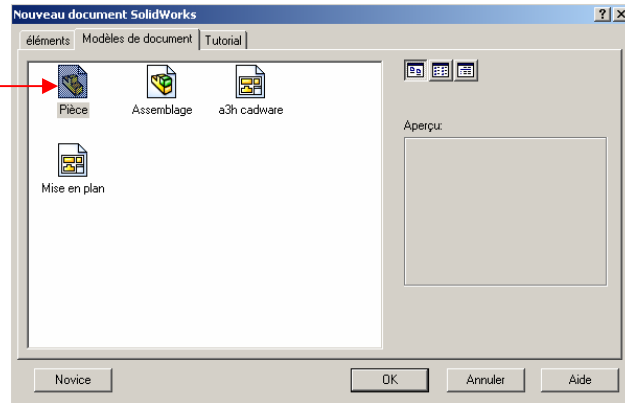 Nouveau document SolidWorks
éléments Modèles de document Tutorial
Pièce Assemblage a3h cadware
Aperçu:
Mise en plan
Novice OK Annuler Aide